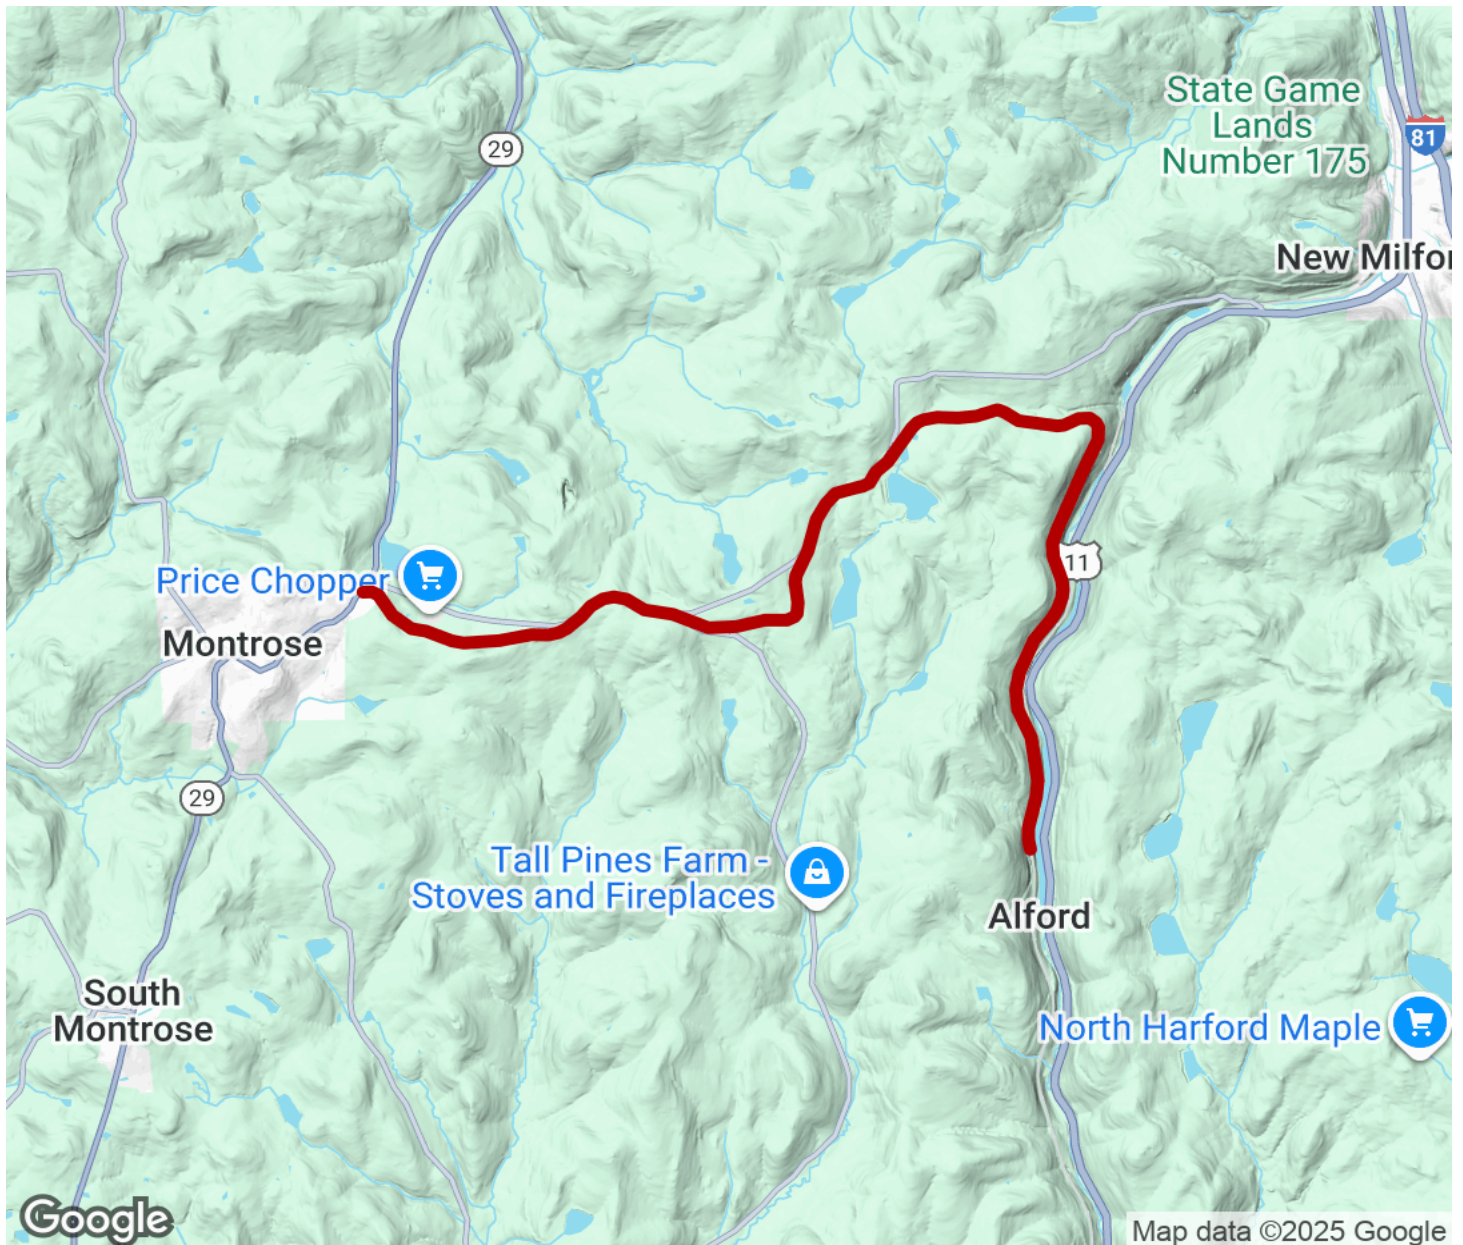 State Game
Lands
Number 175
81
29
New Milfor
11
Price Chopper
Montrose
29
Tall Pines Farm -
Stoves and Fireplaces
Alford
South
Montrose
North Harford Maple
Google
Map data ©2025 Google